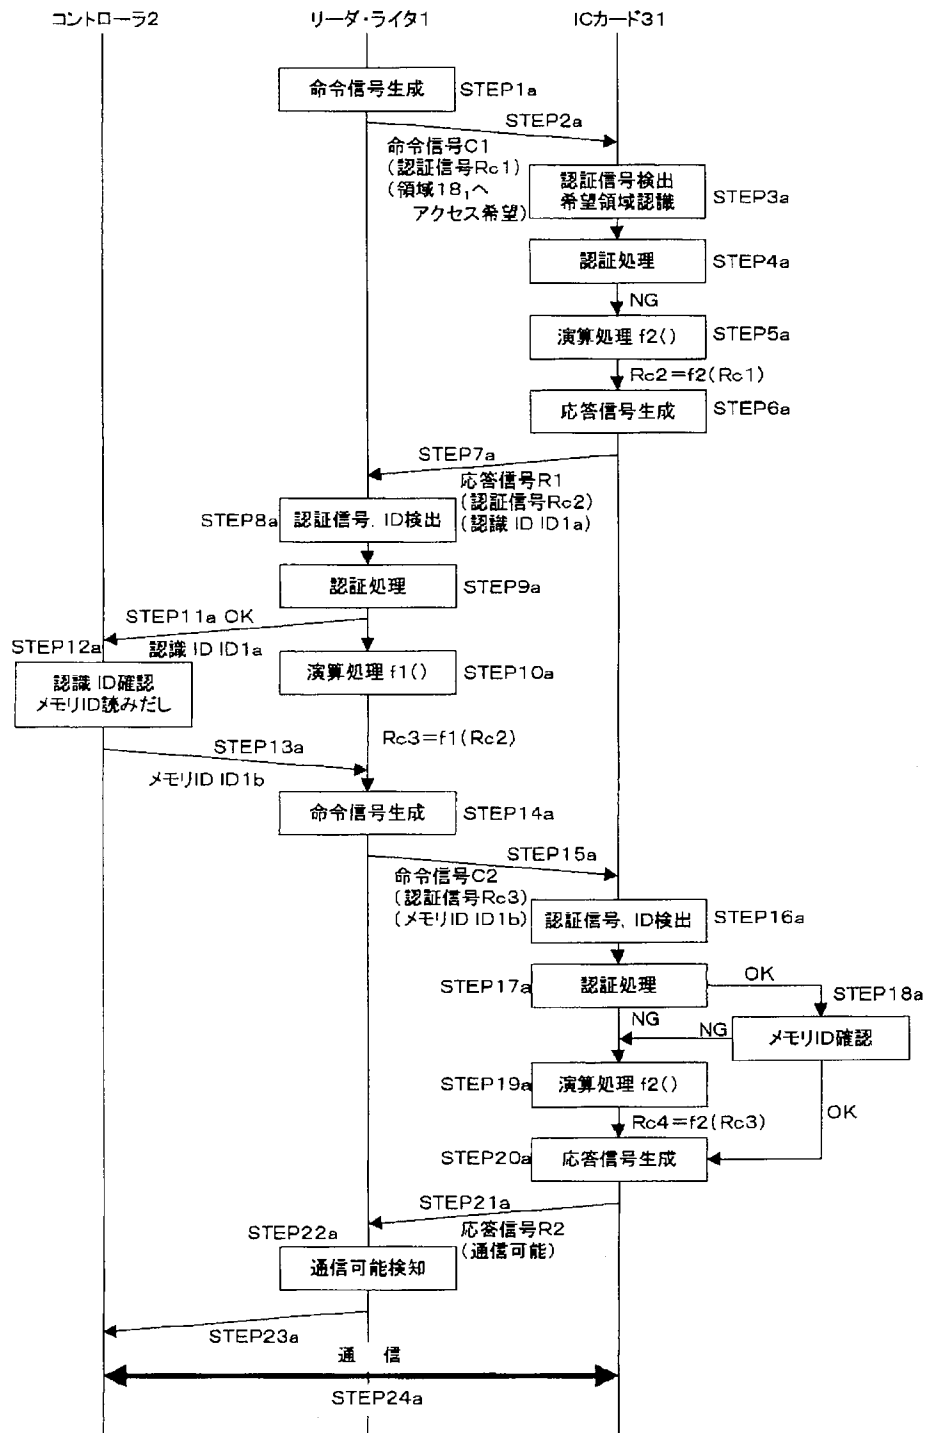 コントローラ2
リーダ・ライタ1
ICカード31
命令信号生成
STEP1a
STEP2a
命令信号C1
(認証信号Rc1)
(領域18₁へ
アクセス希望)
認証信号検出
希望領域認識
STEP3a
認証処理
STEP4a
NG
演算処理 f2()
STEP5a
Rc2=f2(Rc1)
応答信号生成
STEP6a
STEP7a
応答信号R1
(認証信号Rc2)
(認識 ID ID1a)
STEP8a
認証信号、ID検出
認証処理
STEP9a
STEP11a OK
認識 ID ID1a
STEP12a
認識 ID確認
メモリID読みだし
演算処理 f1()
STEP10a
Rc3=f1(Rc2)
STEP13a
メモリID ID1b
命令信号生成
STEP14a
STEP15a
命令信号C2
(認証信号Rc3)
(メモリID ID1b)
認証信号、ID検出
STEP16a
STEP17a
認証処理
OK
STEP18a
NG
NG
メモリID確認
STEP19a
演算処理 f2()
Rc4=f2(Rc3)
OK
STEP20a
応答信号生成
STEP21a
応答信号R2
(通信可能)
STEP22a
通信可能検知
STEP23a
通 信
STEP24a